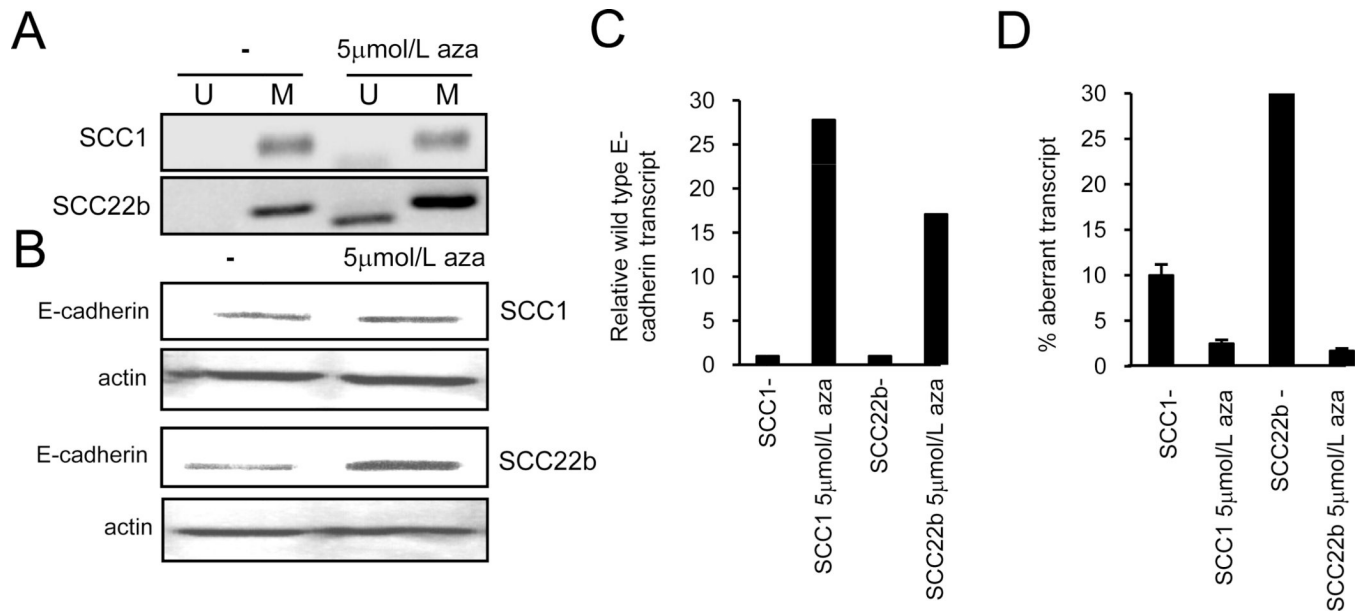 A
- 5μmol/L aza
U M U M
SCC1
SCC22b
B
- 5μmol/L aza
E-cadherin SCC1
actin
E-cadherin SCC22b
actin
C
Relative wild type E-
cadherin transcript
30
25
20
15
10
5
0
SCC1-
SCC1 5μmol/L aza
SCC22b-
SCC22b 5μmol/L aza
D
% aberrant transcript
30
25
20
15
10
5
0
SCC1-
SCC1 5μmol/L aza
SCC22b -
SCC22b 5μmol/L aza